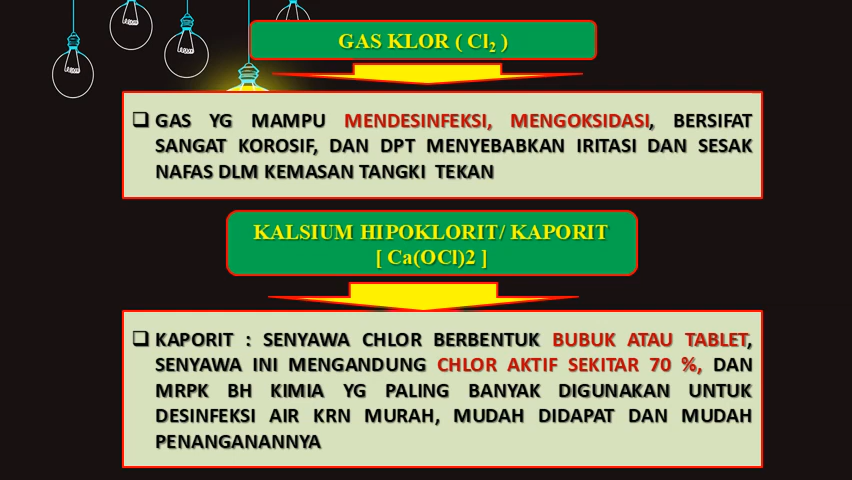 GAS KLOR ( Cl₂ )
❑ GAS YG MAMPU MENDESINFEKSI, MENGOKSIDASI, BERSIFAT
SANGAT KOROSIF, DAN DPT MENYEBABKAN IRITASI DAN SESAK
NAFAS DLM KEMASAN TANGKI TEKAN
KALSIUM HIPOKLORIT/ KAPORIT
[ Ca(OCl)2 ]
❑ KAPORIT : SENYAWA CHLOR BERBENTUK BUBUK ATAU TABLET,
SENYAWA INI MENGANDUNG CHLOR AKTIF SEKITAR 70 %, DAN
MRPK BH KIMIA YG PALING BANYAK DIGUNAKAN UNTUK
DESINFEKSI AIR KRN MURAH, MUDAH DIDAPAT DAN MUDAH
PENANGANANNYA